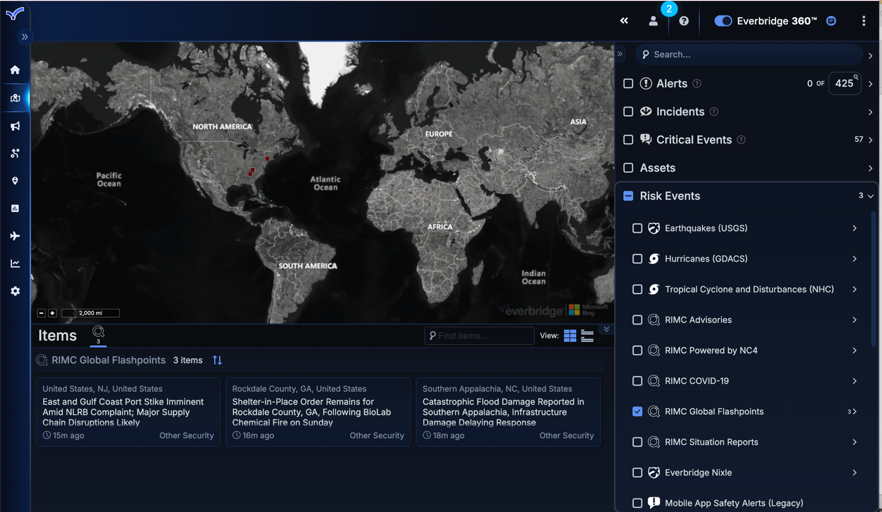 2
Everbridge 360™
NORTH AMERICA
EUROPE
ASIA
Pacific
Ocean
Atlantic
Ocean
AFRICA
SOUTH AMERICA
Indian
Ocean
2,000 mi
everbridge
Microsoft
Bing
Search...
Alerts
0 OF 425
Incidents
Critical Events
57
Assets
Risk Events
3
Earthquakes (USGS)
Hurricanes (GDACS)
Tropical Cyclone and Disturbances (NHC)
RIMC Advisories
RIMC Powered by NC4
RIMC COVID-19
RIMC Global Flashpoints
3
RIMC Situation Reports
Everbridge Nixle
Mobile App Safety Alerts (Legacy)
Items
3
Find items...
View:
RIMC Global Flashpoints 3 items
United States, NJ, United States
East and Gulf Coast Port Stike Imminent
Amid NLRB Complaint; Major Supply
Chain Disruptions Likely
15m ago
Other Security
Rockdale County, GA, United States
Shelter-in-Place Order Remains for
Rockdale County, GA, Following BioLab
Chemical Fire on Sunday
16m ago
Other Security
Southern Appalachia, NC, United States
Catastrophic Flood Damage Reported in
Southern Appalachia, Infrastructure
Damage Delaying Response
18m ago
Other Security